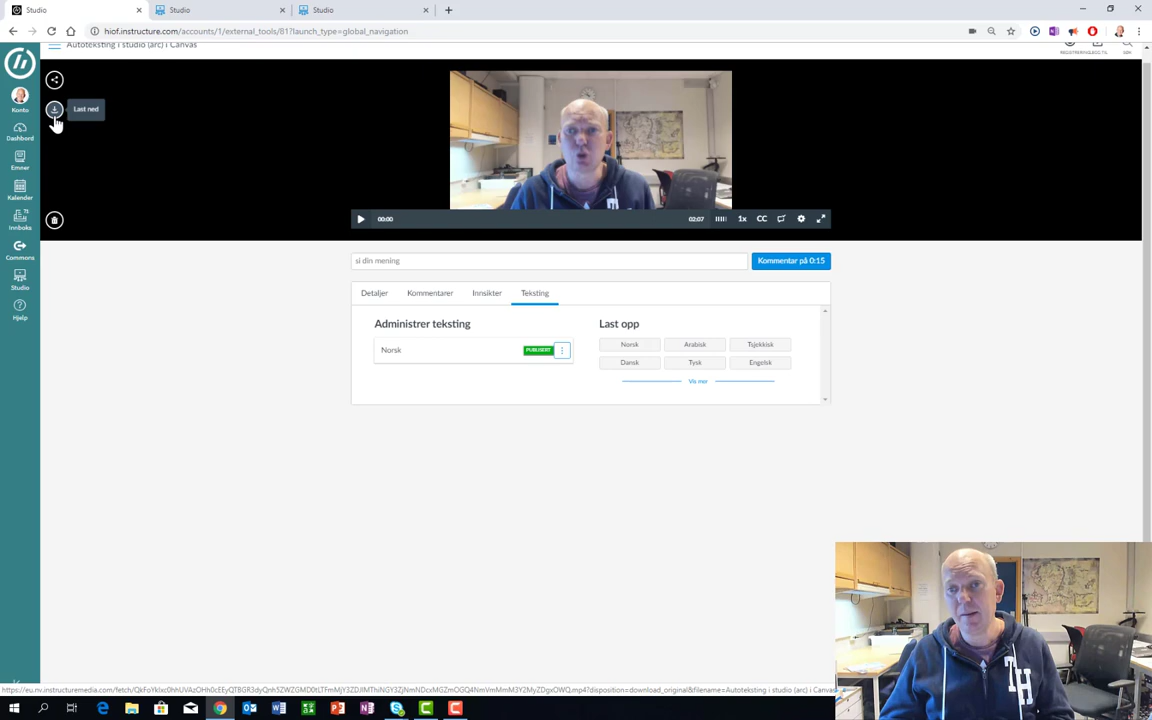 Studio
Studio
Studio
hiof.instructure.com/accounts/1/external_tools/81?launch_type=global_navigation
Autoteksting i studio (arc) i Canvas
Konto
Dashbord
Emner
Kalender
Innboks
Commons
Studio
Hjelp
Last ned
00:00
02:07
1x
CC
si din mening
Kommentar på 0:15
Detaljer
Kommentarer
Innsikter
Teksting
Administrer teksting
Norsk
PUBLISERT
Last opp
Norsk
Arabisk
Tsjekkisk
Dansk
Tysk
Engelsk
Vis mer